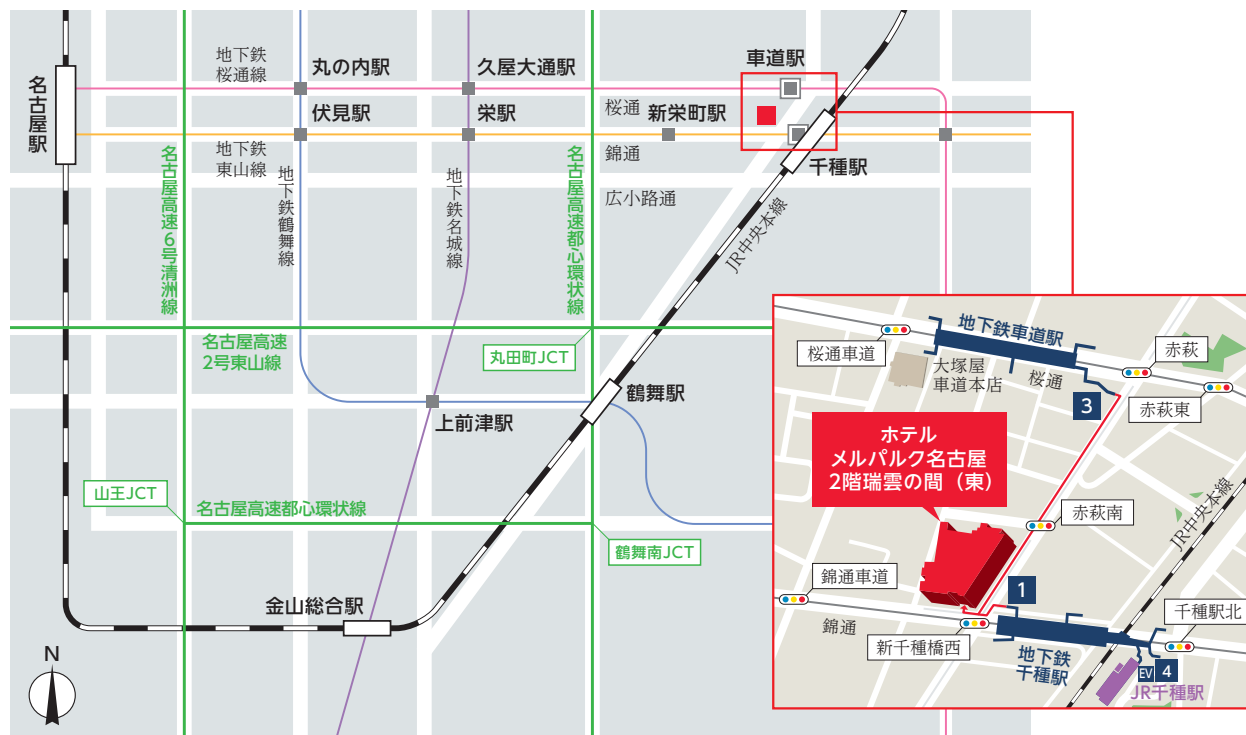 名古屋駅
地下鉄
桜通線
丸の内駅
久屋大通駅
車道駅
伏見駅
栄駅
桜通
新栄町駅
地下鉄
東山線
錦通
千種駅
広小路通
名古屋高速6号清洲線
地下鉄鶴舞線
地下鉄名城線
名古屋高速都心環状線
JR中央本線
名古屋高速
2号東山線
丸田町JCT
鶴舞駅
上前津駅
山王JCT
名古屋高速都心環状線
鶴舞南JCT
金山総合駅
N
地下鉄車道駅
桜通車道
赤萩
大塚屋
車道本店
桜通
3
赤萩東
ホテル
メルパルク名古屋
2階瑞雲の間（東）
赤萩南
JR中央本線
錦通車道
1
千種駅北
錦通
新千種橋西
地下鉄
千種駅
EV
4
JR千種駅